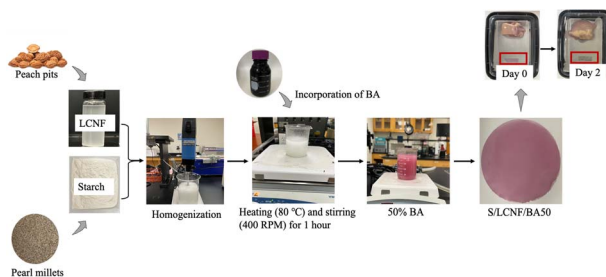 Peach pits
LCNF
Starch
Pearl millets
Homogenization
Incorporation of BA
Heating (80 °C) and stirring
(400 RPM) for 1 hour
50% BA
S/LCNF/BA50
Day 0
Day 2